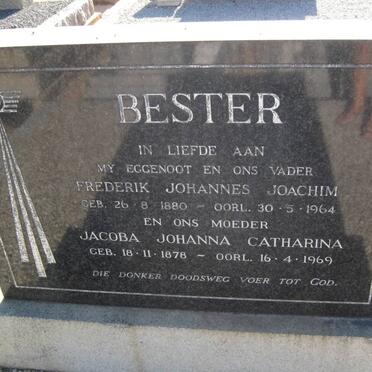 BESTER
IN LIEFDE AAN
MY EGGENOOT EN ONS VADER
FREDERIK JOHANNES JOACHIM
GEB. 26·8·1880 – OORL. 30·5·1964
EN ONS MOEDER
JACOBA JOHANNA CATHARINA
GEB. 18·11·1878 – OORL. 16·4·1969
DIE DONKER DOODSWEG VOER TOT GOD.